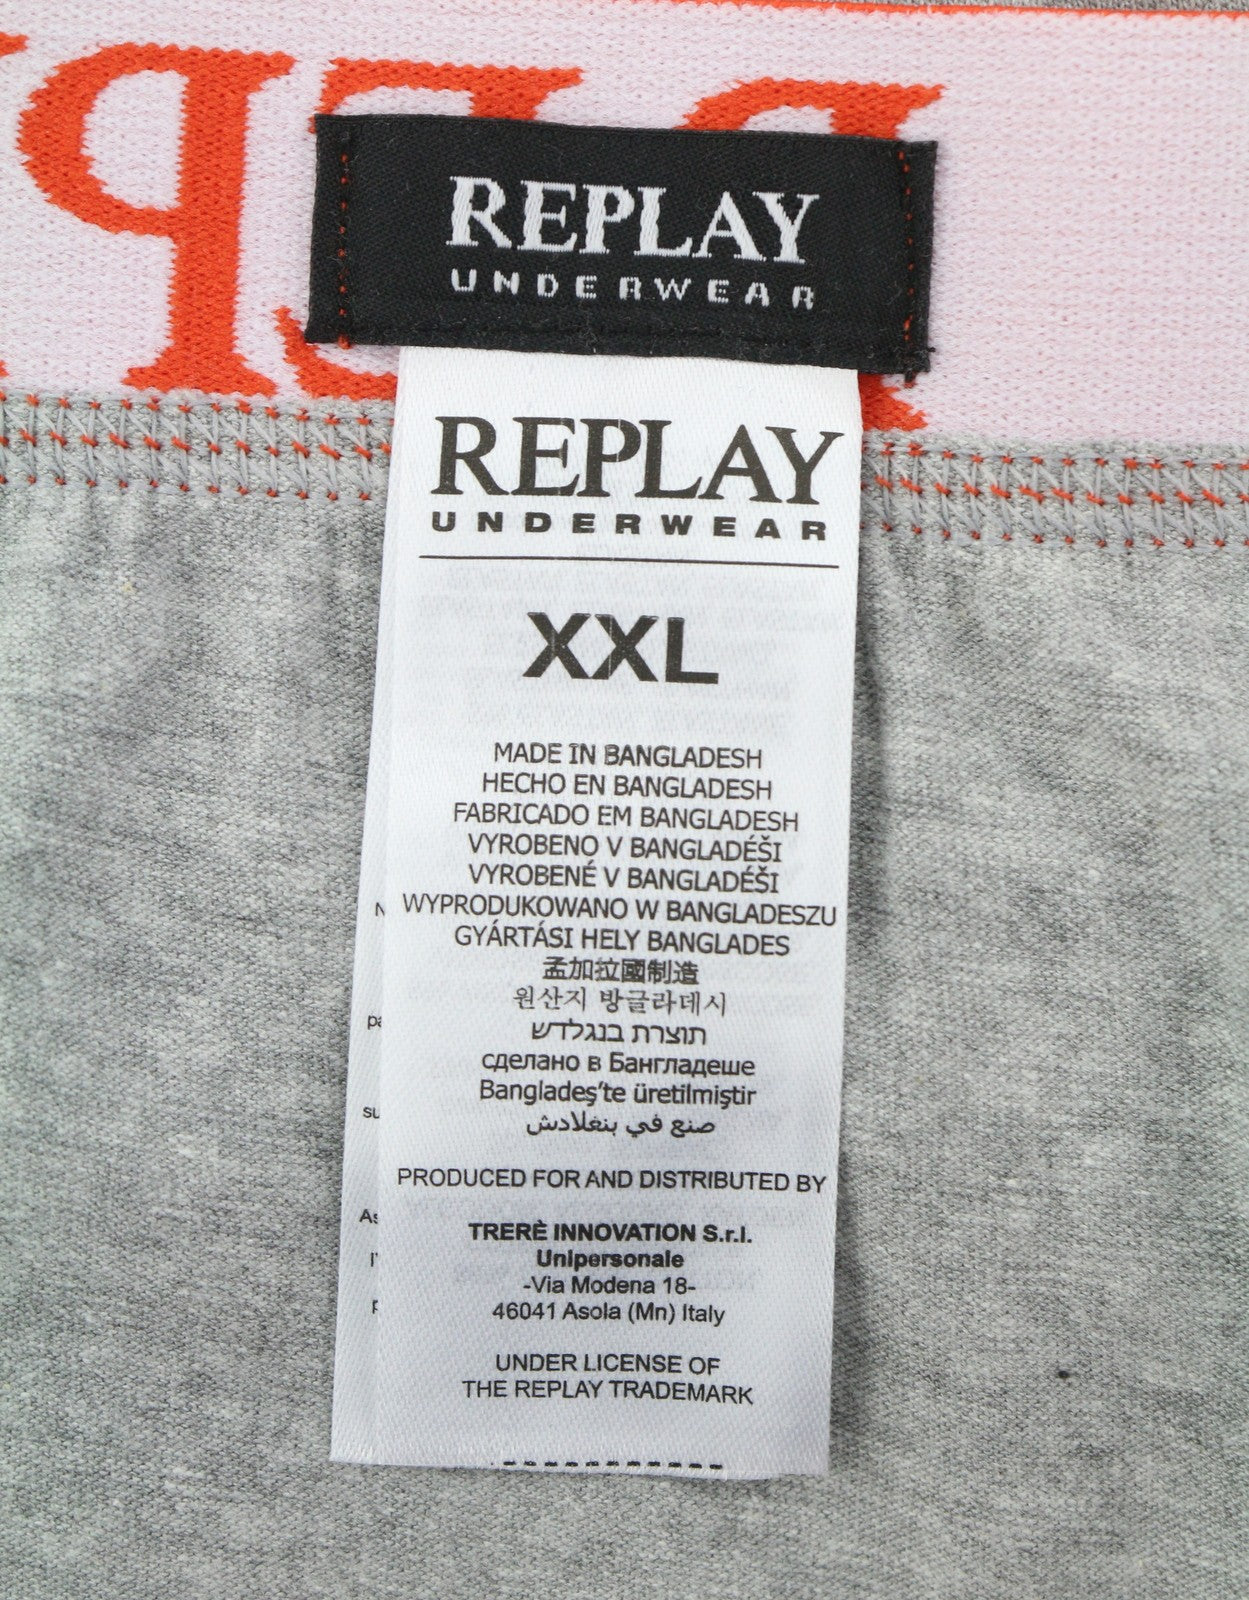 REPLAY
UNDERWEAR
REPLAY
UNDERWEAR
XXL
MADE IN BANGLADESH
HECHO EN BANGLADESH
FABRICADO EM BANGLADESH
VYROBENO V BANGLADÉŠI
VYROBENÉ V BANGLADÉŠI
WYPRODUKOWANO W BANGLADESZU
GYÁRTÁSI HELY BANGLADES
孟加拉國制造
원산지 방글라데시
תוצרת בנגלדש
сделано в Бангладеше
Bangladeş'te üretilmiştir
صنع في بنغلادش
PRODUCED FOR AND DISTRIBUTED BY
TRERÈ INNOVATION S.r.l.
Unipersonale
-Via Modena 18-
46041 Asola (Mn) Italy
UNDER LICENSE OF
THE REPLAY TRADEMARK